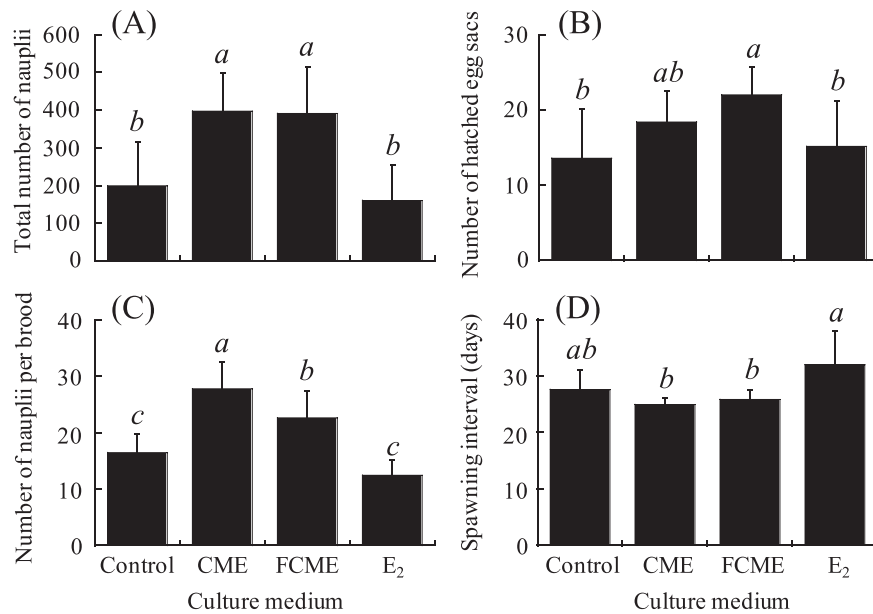 (A)
Total number of nauplii
600
500
400
300
200
100
0
b
a
a
b
(B)
Number of hatched egg sacs
30
20
10
0
b
ab
a
b
(C)
Number of nauplii per brood
40
30
20
10
0
c
a
b
c
Control CME FCME E₂
Culture medium
(D)
Spawning interval (days)
40
30
20
10
0
ab
b
b
a
Control CME FCME E₂
Culture medium